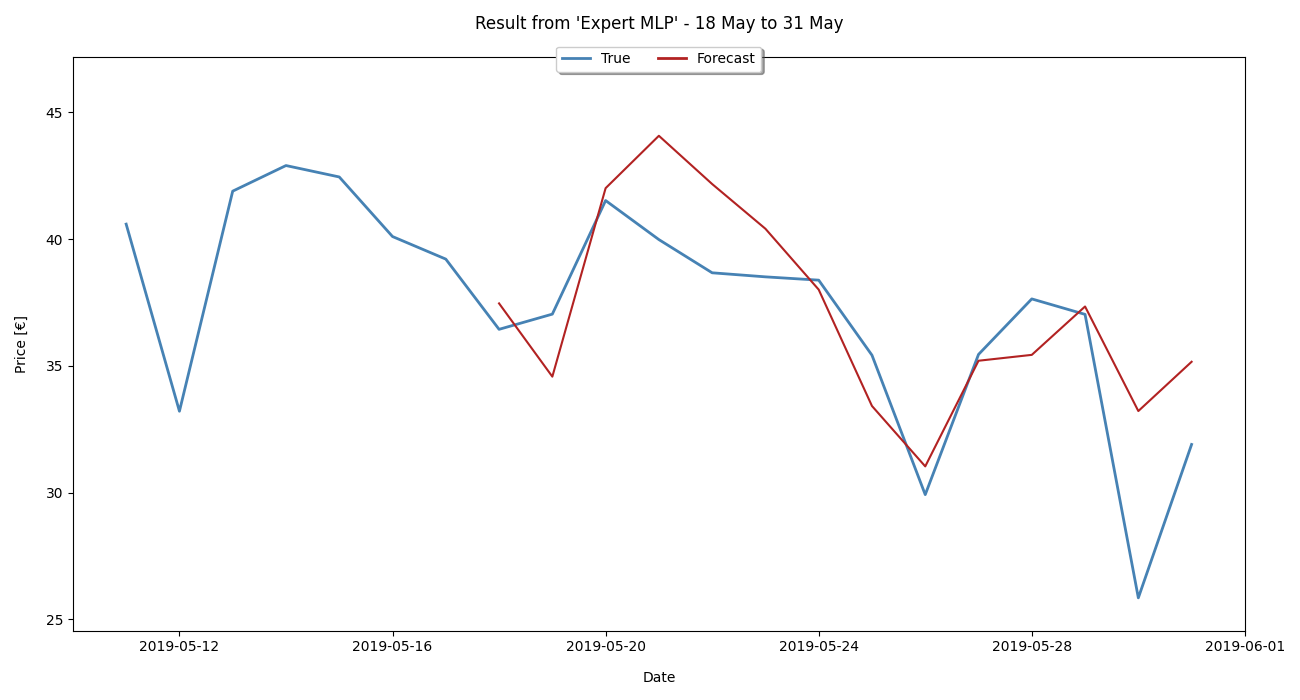 Result from 'Expert MLP' - 18 May to 31 May
True Forecast
45
40
35
30
25
Price [€]
2019-05-12 2019-05-16 2019-05-20 2019-05-24 2019-05-28 2019-06-01
Date